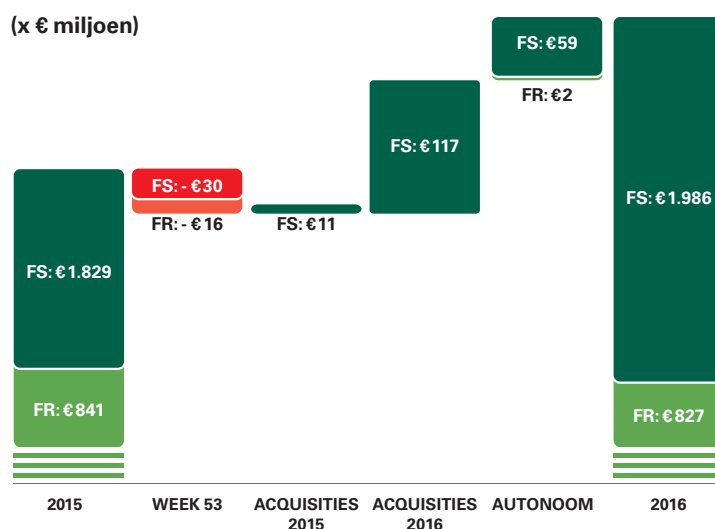 (x € miljoen)
FS: €59
FR: €2
FS: €117
FS: - €30
FR: - €16
FS: €11
FS: €1.829
FS: €1.986
FR: €841
FR: €827
2015
WEEK 53
ACQUISITIES
2015
ACQUISITIES
2016
AUTONOOM
2016